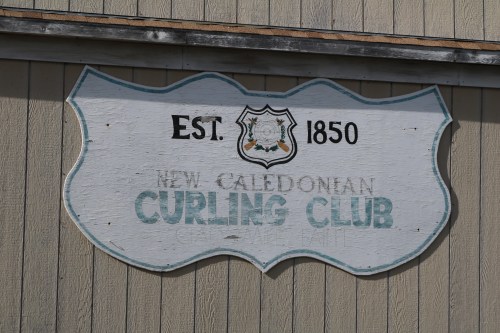 EST. 1850
NEW CALEDONIAN
CURLING CLUB